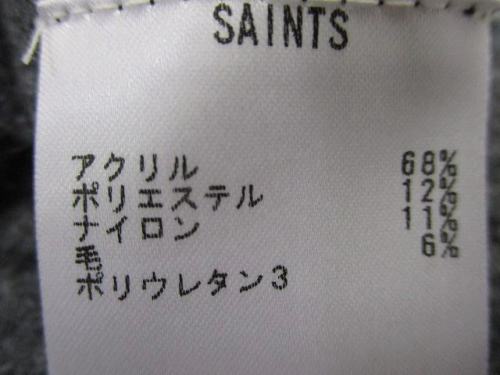 SAINTS
アクリル 68%
ポリエステル 12%
ナイロン 11%
毛 6%
ポリウレタン3